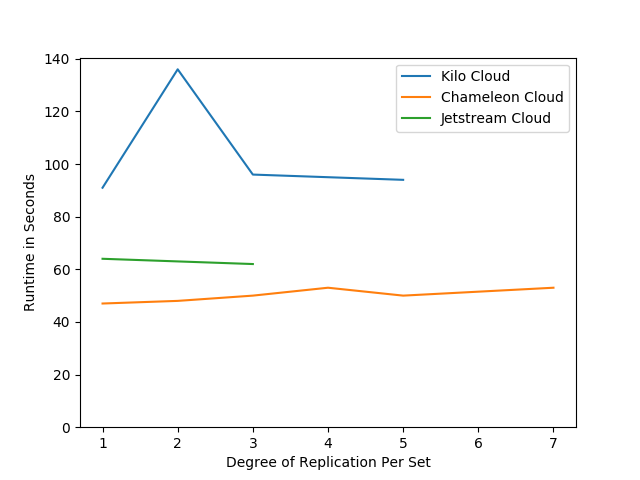 140
120
100
80
60
40
20
0
Runtime in Seconds
Kilo Cloud
Chameleon Cloud
Jetstream Cloud
1 2 3 4 5 6 7
Degree of Replication Per Set